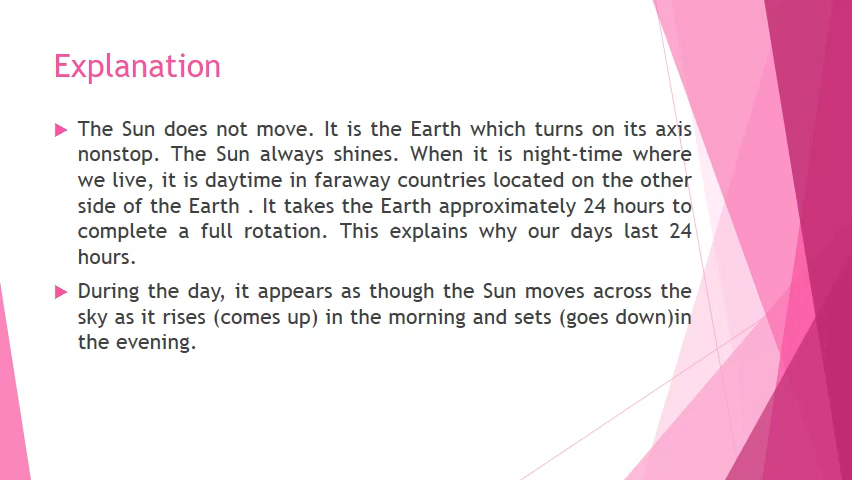 Explanation
The Sun does not move. It is the Earth which turns on its axis
nonstop. The Sun always shines. When it is night-time where
we live, it is daytime in faraway countries located on the other
side of the Earth . It takes the Earth approximately 24 hours to
complete a full rotation. This explains why our days last 24
hours.
During the day, it appears as though the Sun moves across the
sky as it rises (comes up) in the morning and sets (goes down)in
the evening.